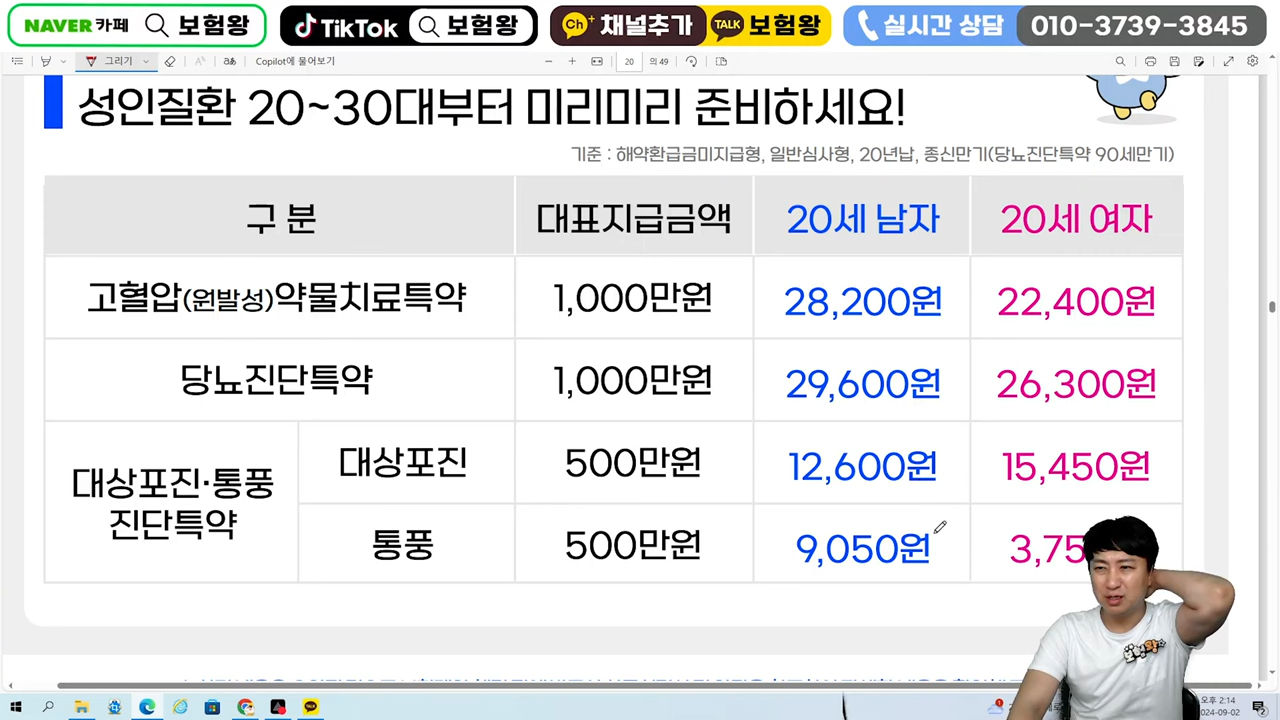 NAVER 카페 보험왕
TikTok 보험왕
Ch+ 채널추가 TALK 보험왕
실시간 상담 010-3739-3845
그리기 Copilot에 물어보기 20 의 49
성인질환 20~30대부터 미리미리 준비하세요!
기준 : 해약환급금미지급형, 일반심사형, 20년납, 종신만기(당뇨진단특약 90세만기)
구 분 대표지급금액 20세 남자 20세 여자
고혈압(원발성)약물치료특약 1,000만원 28,200원 22,400원
당뇨진단특약 1,000만원 29,600원 26,300원
대상포진·통풍
진단특약
대상포진 500만원 12,600원 15,450원
통풍 500만원 9,050원 3,75
보험왕
오후 2:14
2024-09-02